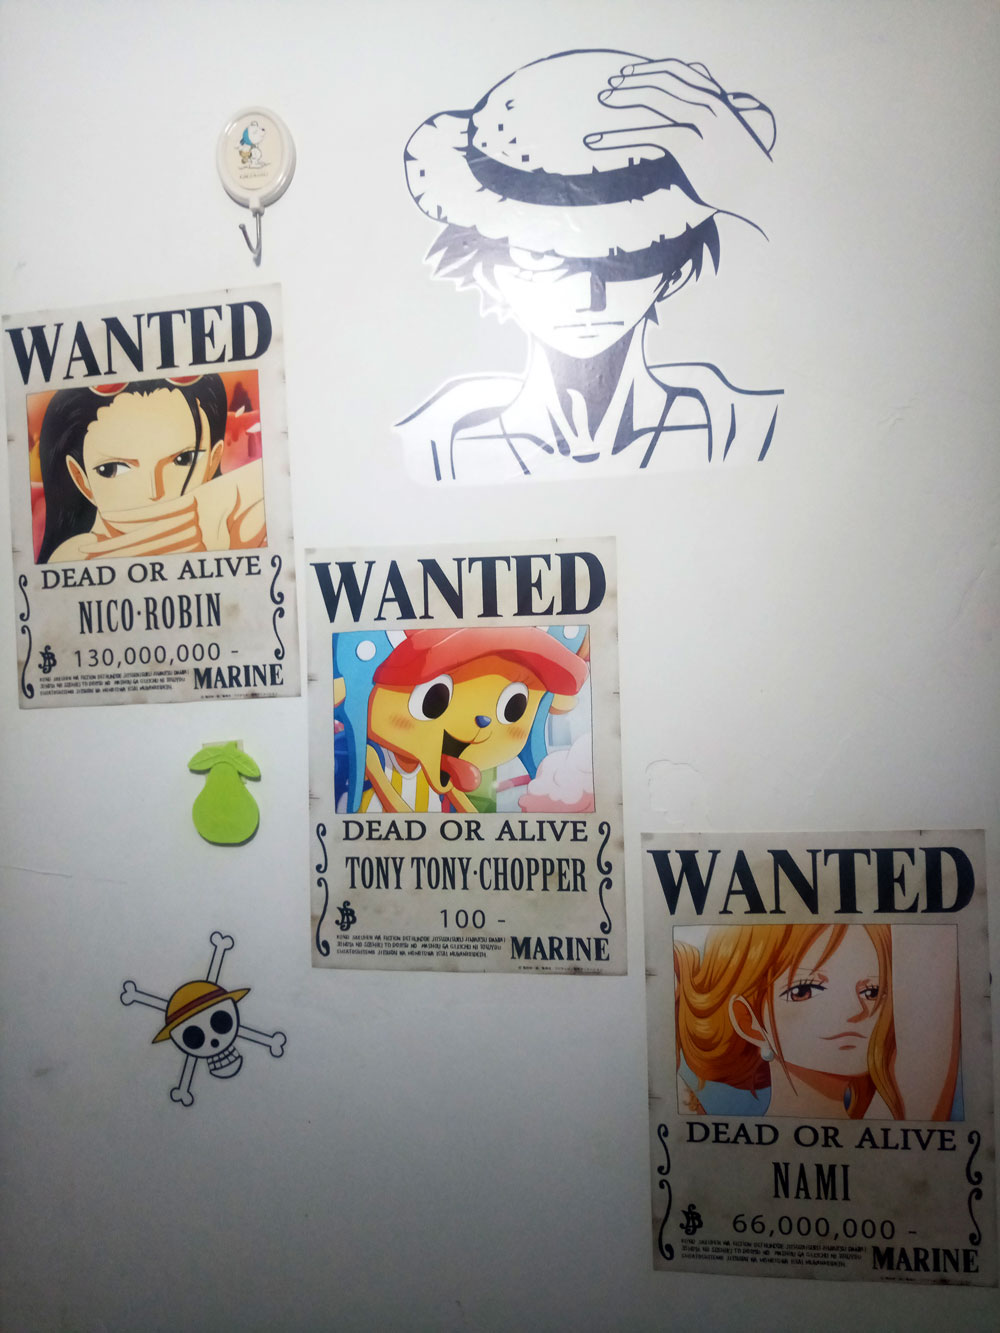 WANTED
DEAD OR ALIVE
NICO·ROBIN
130,000,000 -
MARINE
WANTED
DEAD OR ALIVE
TONY TONY·CHOPPER
100 -
MARINE
WANTED
DEAD OR ALIVE
NAMI
66,000,000 -
MARINE